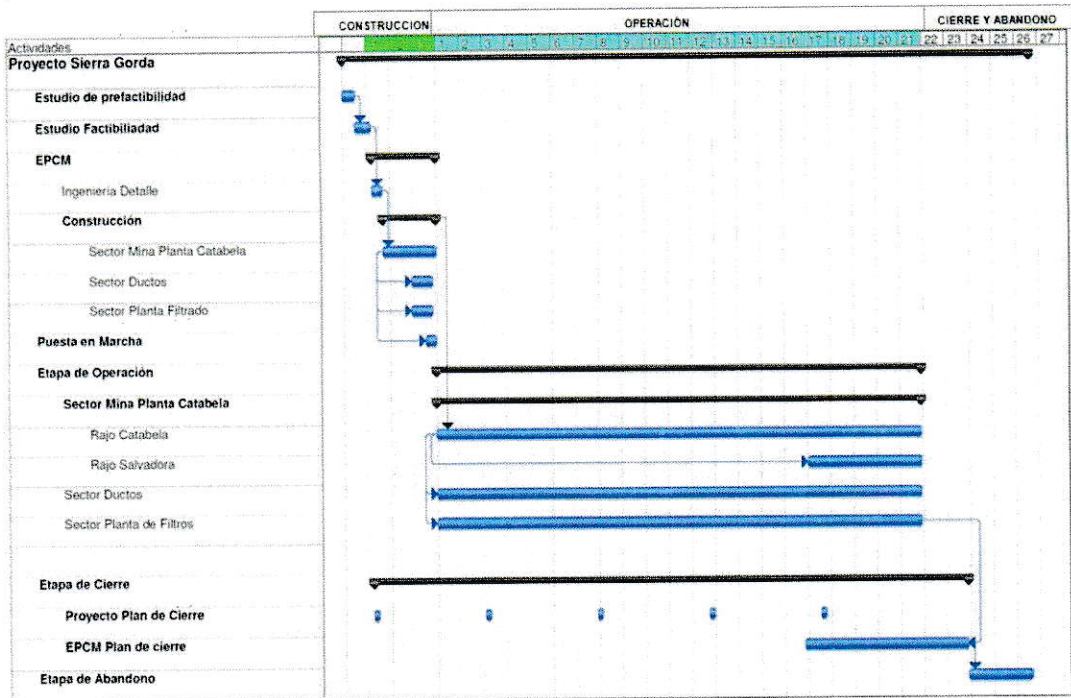 CONSTRUCCION OPERACIÓN CIERRE Y ABANDONO
Actividades 1 2 3 1 2 3 4 5 6 7 8 9 10 11 12 13 14 15 16 17 18 19 20 21 22 23 24 25 26 27
Proyecto Sierra Gorda
Estudio de prefactibilidad
Estudio Factibiliadad
EPCM
Ingeniería Detalle
Construcción
Sector Mina Planta Catabela
Sector Ductos
Sector Planta Filtrado
Puesta en Marcha
Etapa de Operación
Sector Mina Planta Catabela
Rajo Catabela
Rajo Salvadora
Sector Ductos
Sector Planta de Filtros
Etapa de Cierre
Proyecto Plan de Cierre
EPCM Plan de cierre
Etapa de Abandono